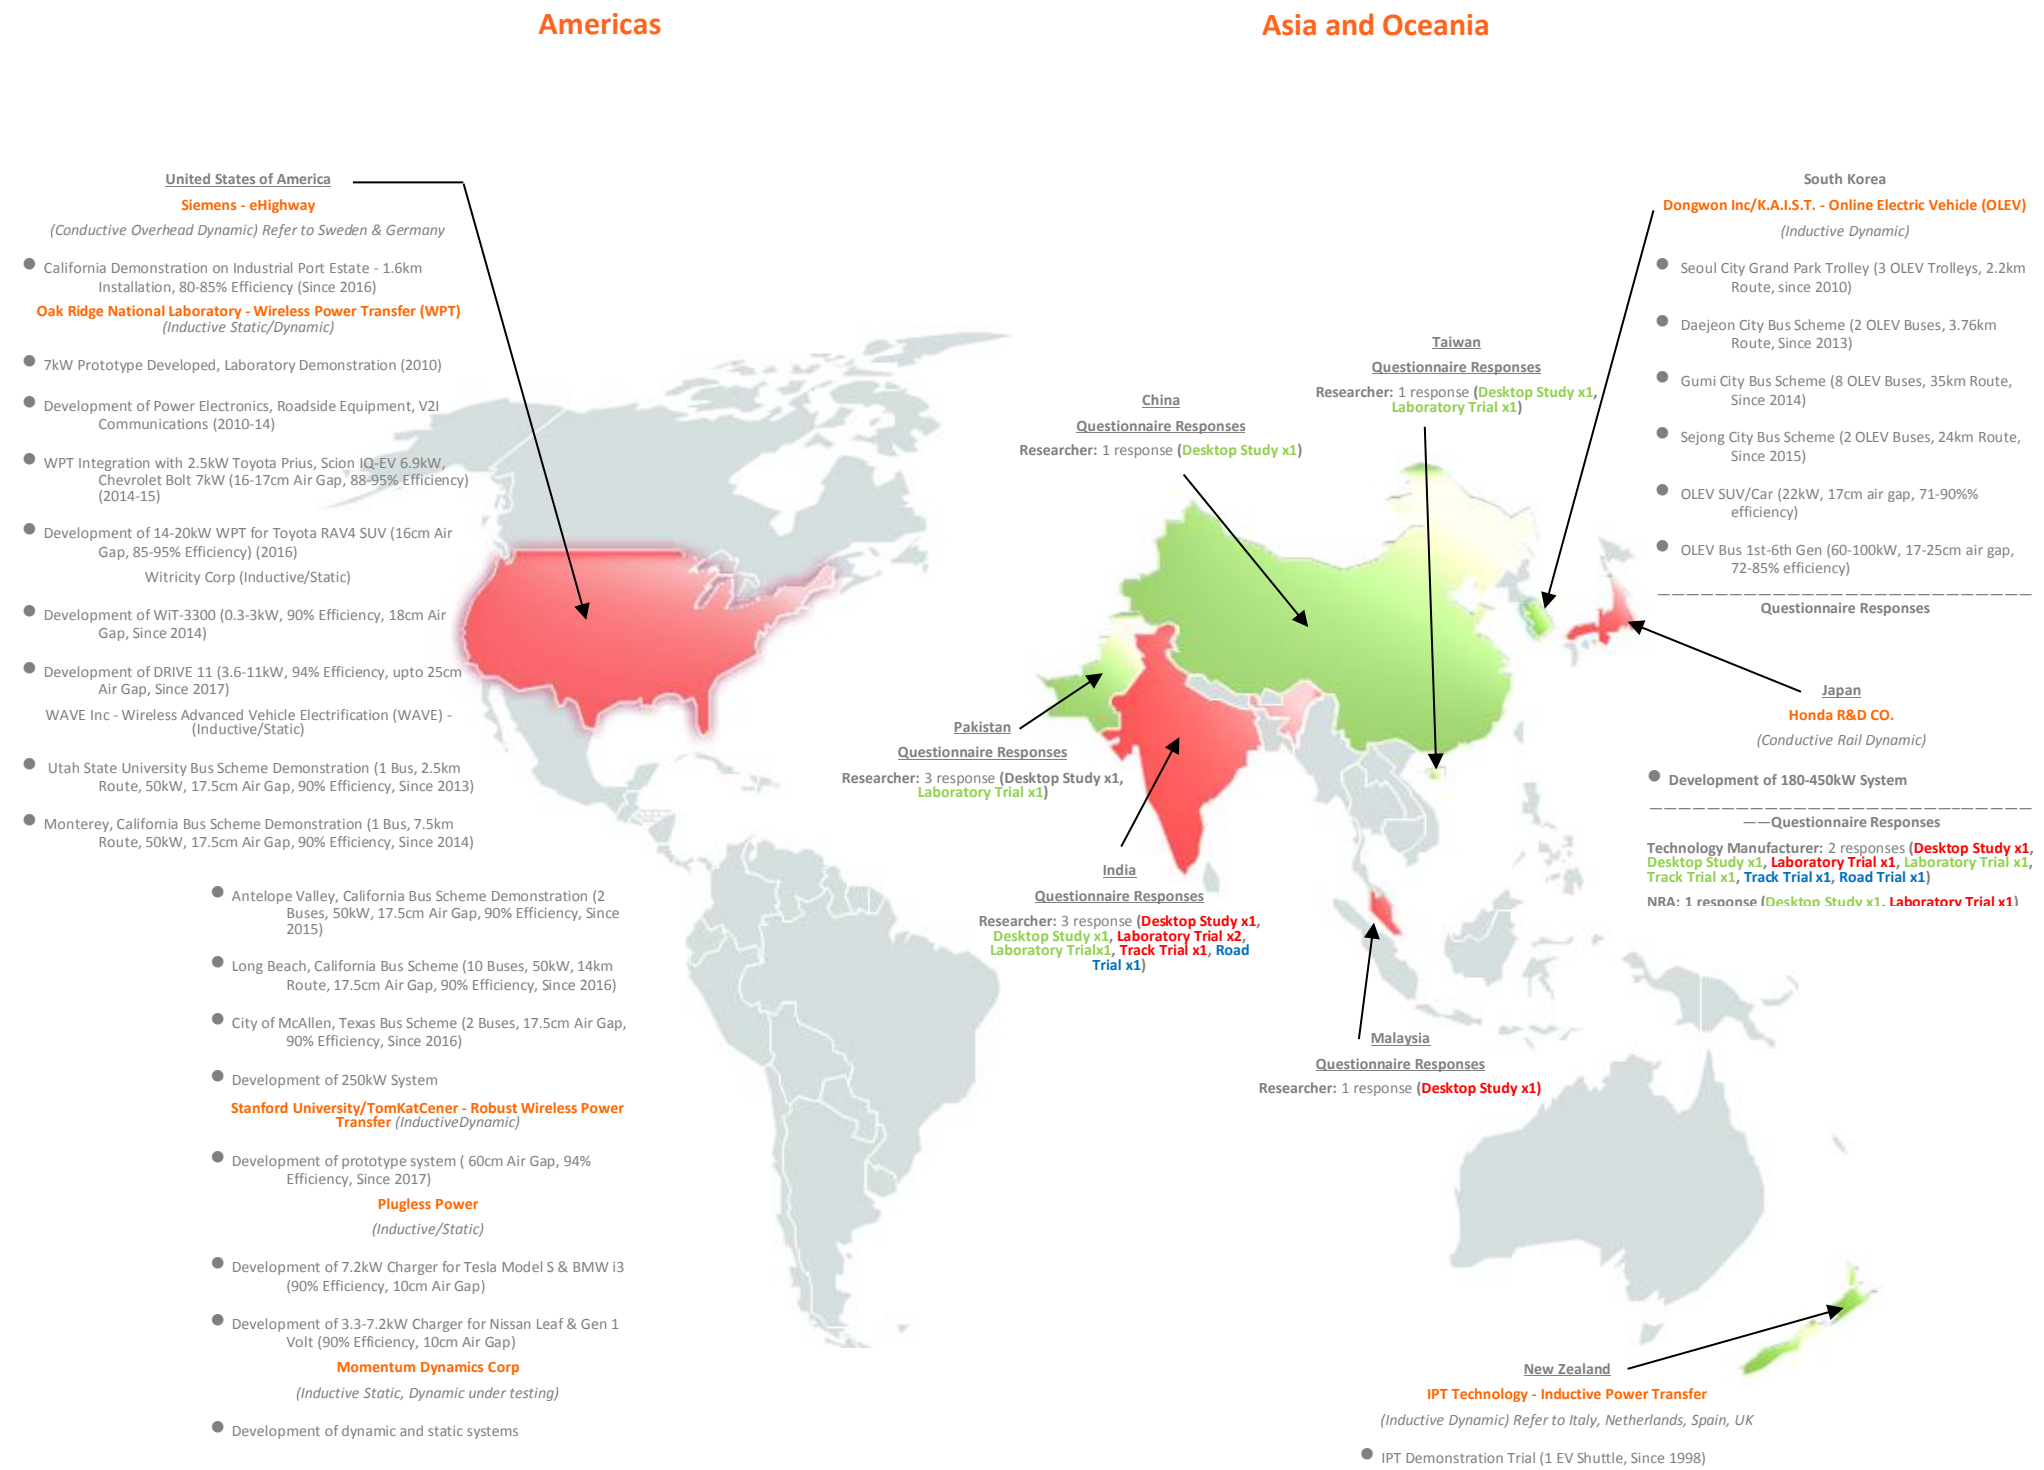 Americas
Asia and Oceania
United States of America
Siemens - eHighway
(Conductive Overhead Dynamic) Refer to Sweden & Germany
● California Demonstration on Industrial Port Estate - 1.6km
Installation, 80-85% Efficiency (Since 2016)
Oak Ridge National Laboratory - Wireless Power Transfer (WPT)
(Inductive Static/Dynamic)
● 7kW Prototype Developed, Laboratory Demonstration (2010)
● Development of Power Electronics, Roadside Equipment, V2I
Communications (2010-14)
● WPT Integration with 2.5kW Toyota Prius, Scion IQ-EV 6.9kW,
Chevrolet Bolt 7kW (16-17cm Air Gap, 88-95% Efficiency)
(2014-15)
● Development of 14-20kW WPT for Toyota RAV4 SUV (16cm Air
Gap, 85-95% Efficiency) (2016)
Witricity Corp (Inductive/Static)
● Development of WiT-3300 (0.3-3kW, 90% Efficiency, 18cm Air
Gap, Since 2014)
● Development of DRIVE 11 (3.6-11kW, 94% Efficiency, upto 25cm
Air Gap, Since 2017)
WAVE Inc - Wireless Advanced Vehicle Electrification (WAVE) -
(Inductive/Static)
● Utah State University Bus Scheme Demonstration (1 Bus, 2.5km
Route, 50kW, 17.5cm Air Gap, 90% Efficiency, Since 2013)
● Monterey, California Bus Scheme Demonstration (1 Bus, 7.5km
Route, 50kW, 17.5cm Air Gap, 90% Efficiency, Since 2014)
● Antelope Valley, California Bus Scheme Demonstration (2
Buses, 50kW, 17.5cm Air Gap, 90% Efficiency, Since
2015)
● Long Beach, California Bus Scheme (10 Buses, 50kW, 14km
Route, 17.5cm Air Gap, 90% Efficiency, Since 2016)
● City of McAllen, Texas Bus Scheme (2 Buses, 17.5cm Air Gap,
90% Efficiency, Since 2016)
● Development of 250kW System
Stanford University/TomKatCener - Robust Wireless Power
Transfer (InductiveDynamic)
● Development of prototype system ( 60cm Air Gap, 94%
Efficiency, Since 2017)
Plugless Power
(Inductive/Static)
● Development of 7.2kW Charger for Tesla Model S & BMW i3
(90% Efficiency, 10cm Air Gap)
● Development of 3.3-7.2kW Charger for Nissan Leaf & Gen 1
Volt (90% Efficiency, 10cm Air Gap)
Momentum Dynamics Corp
(Inductive Static, Dynamic under testing)
● Development of dynamic and static systems
Taiwan
Questionnaire Responses
Researcher: 1 response (Desktop Study x1,
Laboratory Trial x1)
China
Questionnaire Responses
Researcher: 1 response (Desktop Study x1)
Pakistan
Questionnaire Responses
Researcher: 3 response (Desktop Study x1,
Laboratory Trial x1)
India
Questionnaire Responses
Researcher: 3 response (Desktop Study x1,
Desktop Study x1, Laboratory Trial x2,
Laboratory Trialx1, Track Trial x1, Road
Trial x1)
Malaysia
Questionnaire Responses
Researcher: 1 response (Desktop Study x1)
South Korea
Dongwon Inc/K.A.I.S.T. - Online Electric Vehicle (OLEV)
(Inductive Dynamic)
● Seoul City Grand Park Trolley (3 OLEV Trolleys, 2.2km
Route, since 2010)
● Daejeon City Bus Scheme (2 OLEV Buses, 3.76km
Route, Since 2013)
● Gumi City Bus Scheme (8 OLEV Buses, 35km Route,
Since 2014)
● Sejong City Bus Scheme (2 OLEV Buses, 24km Route,
Since 2015)
● OLEV SUV/Car (22kW, 17cm air gap, 71-90%%
efficiency)
● OLEV Bus 1st-6th Gen (60-100kW, 17-25cm air gap,
72-85% efficiency)
———————————————————————————
Questionnaire Responses
Japan
Honda R&D CO.
(Conductive Rail Dynamic)
● Development of 180-450kW System
———————————————————————————
——Questionnaire Responses
Technology Manufacturer: 2 responses (Desktop Study x1,
Desktop Study x1, Laboratory Trial x1, Laboratory Trial x1,
Track Trial x1, Track Trial x1, Road Trial x1)
NRA: 1 response (Desktop Study x1, Laboratory Trial x1)
New Zealand
IPT Technology - Inductive Power Transfer
(Inductive Dynamic) Refer to Italy, Netherlands, Spain, UK
● IPT Demonstration Trial (1 EV Shuttle, Since 1998)